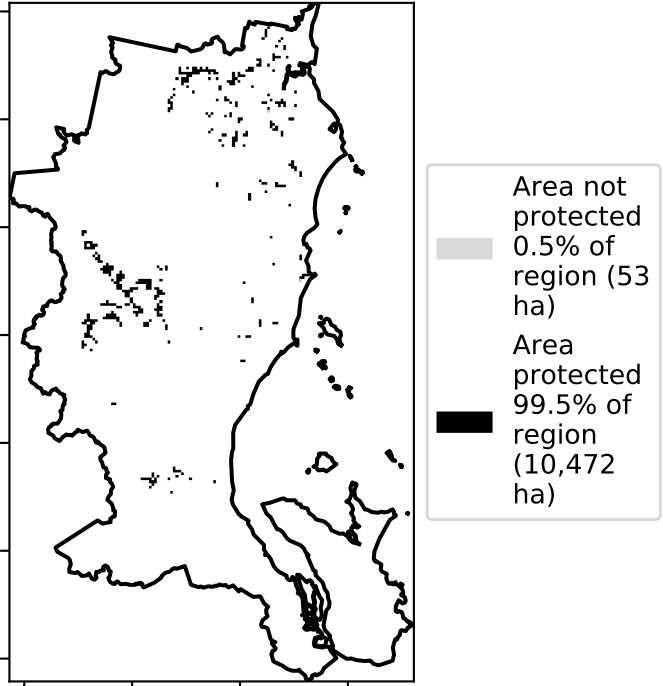 Area not
protected
0.5% of
region (53
ha)
Area
protected
99.5% of
region
(10,472
ha)